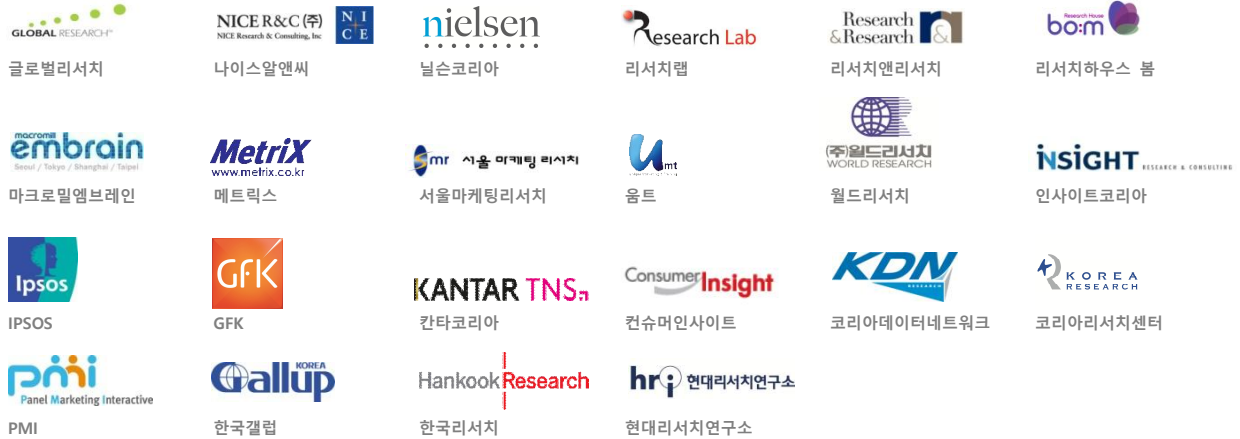 GLOBAL RESEARCH
글로벌리서치
NICE R&C (주)
NICE Research & Consulting, Inc
N I
C E
나이스알앤씨
nielsen
닐슨코리아
Research Lab
리서치랩
Research
& Research
r&r
리서치앤리서치
Research House
bo:m
리서치하우스 봄
macromill
embrain
Seoul / Tokyo / Shanghai / Taipei
마크로밀엠브레인
MetriX
www.metrix.co.kr
메트릭스
smr 서울 마케팅 리서치
서울마케팅리서치
umt
움트
(주)월드리서치
WORLD RESEARCH
월드리서치
INSIGHT RESEARCH & CONSULTING
인사이트코리아
Ipsos
IPSOS
GFK
GFK
KANTAR TNS
칸타코리아
Consumer
Insight
컨슈머인사이트
KDN
RESEARCH
코리아데이터네트워크
KOREA
RESEARCH
코리아리서치센터
pmi
Panel Marketing Interactive
PMI
KOREA
Gallup
한국갤럽
Hankook Research
한국리서치
hri 현대리서치연구소
현대리서치연구소